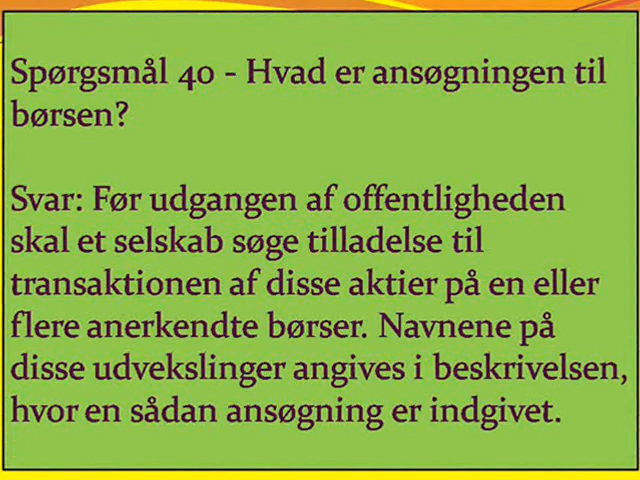 Spørgsmål 40 - Hvad er ansøgningen til
børsen?
Svar: Før udgangen af offentligheden
skal et selskab søge tilladelse til
transaktionen af disse aktier på en eller
flere anerkendte børser. Navnene på
disse udvekslinger angives i beskrivelsen,
hvor en sådan ansøgning er indgivet.